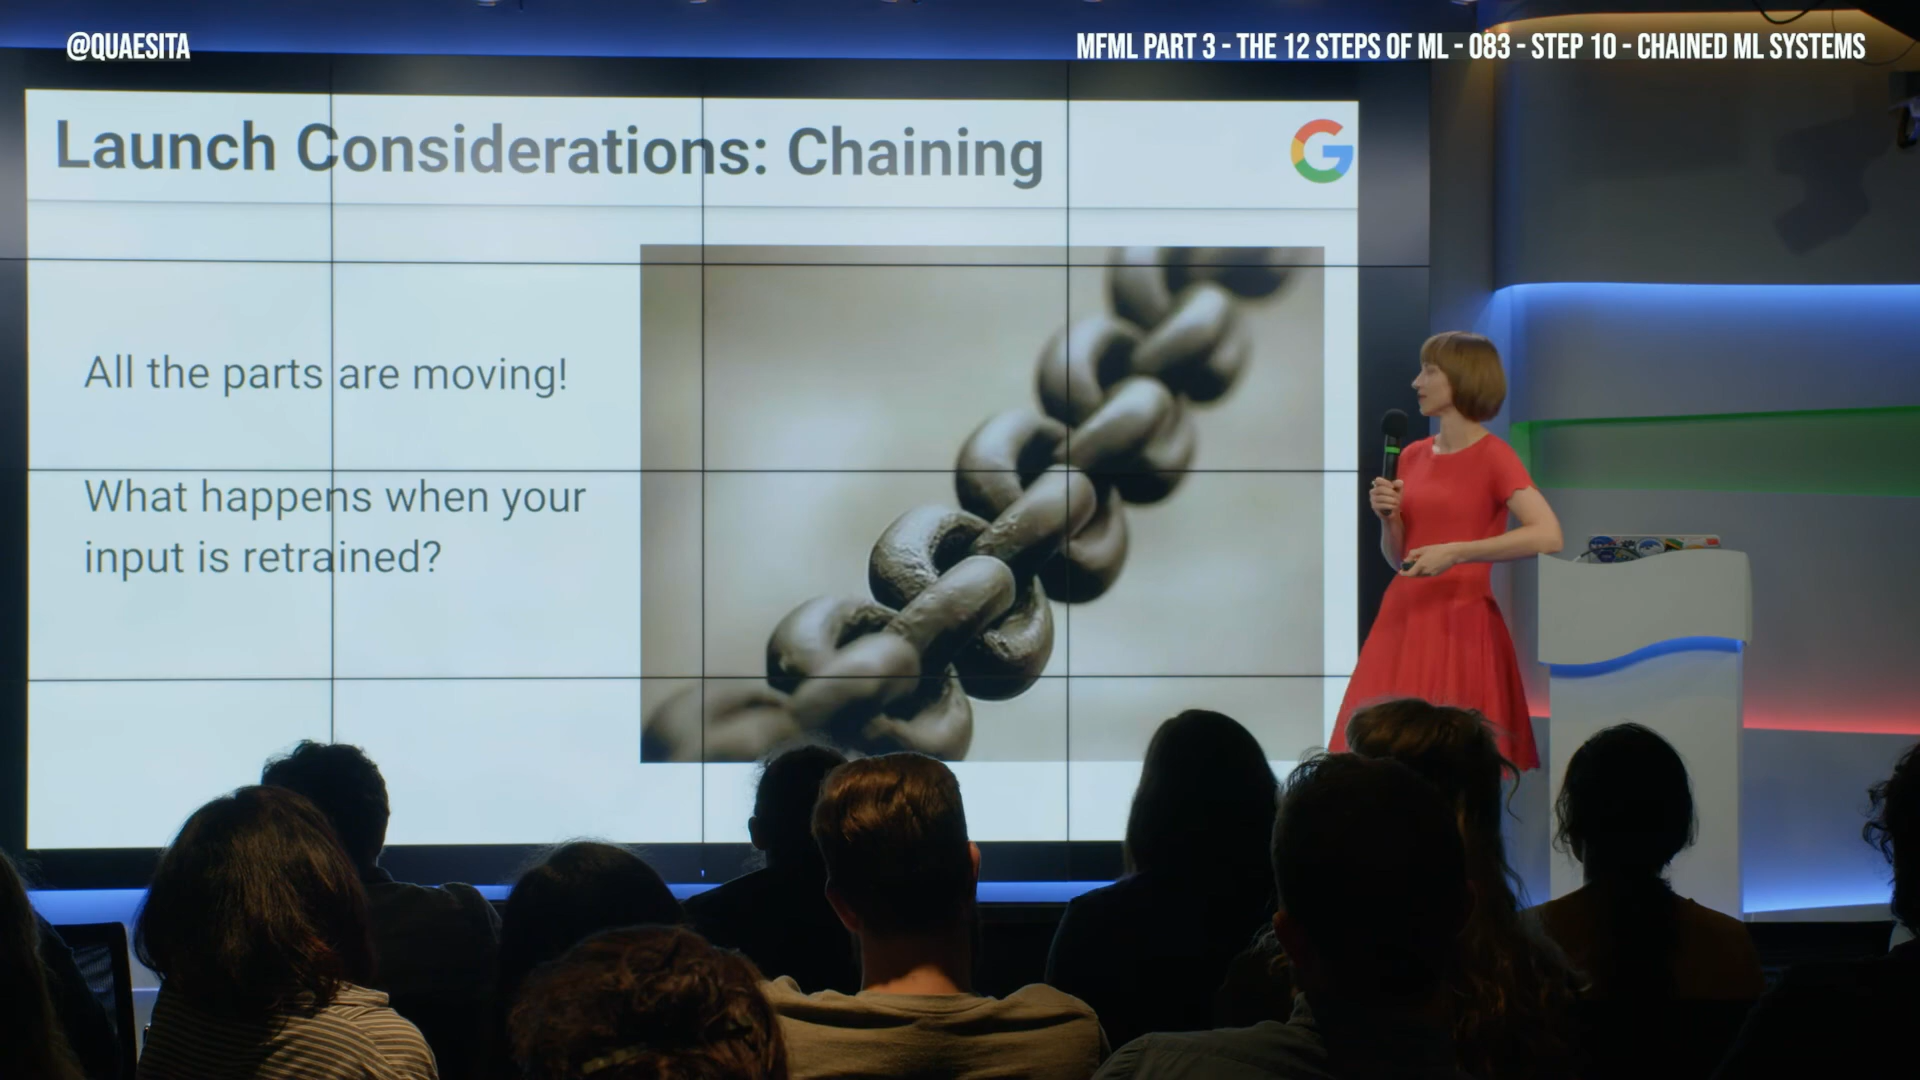 @QUAESITA
MFML PART 3 - THE 12 STEPS OF ML - 083 - STEP 10 - CHAINED ML SYSTEMS
Launch Considerations: Chaining
G
All the parts are moving!
What happens when your
input is retrained?